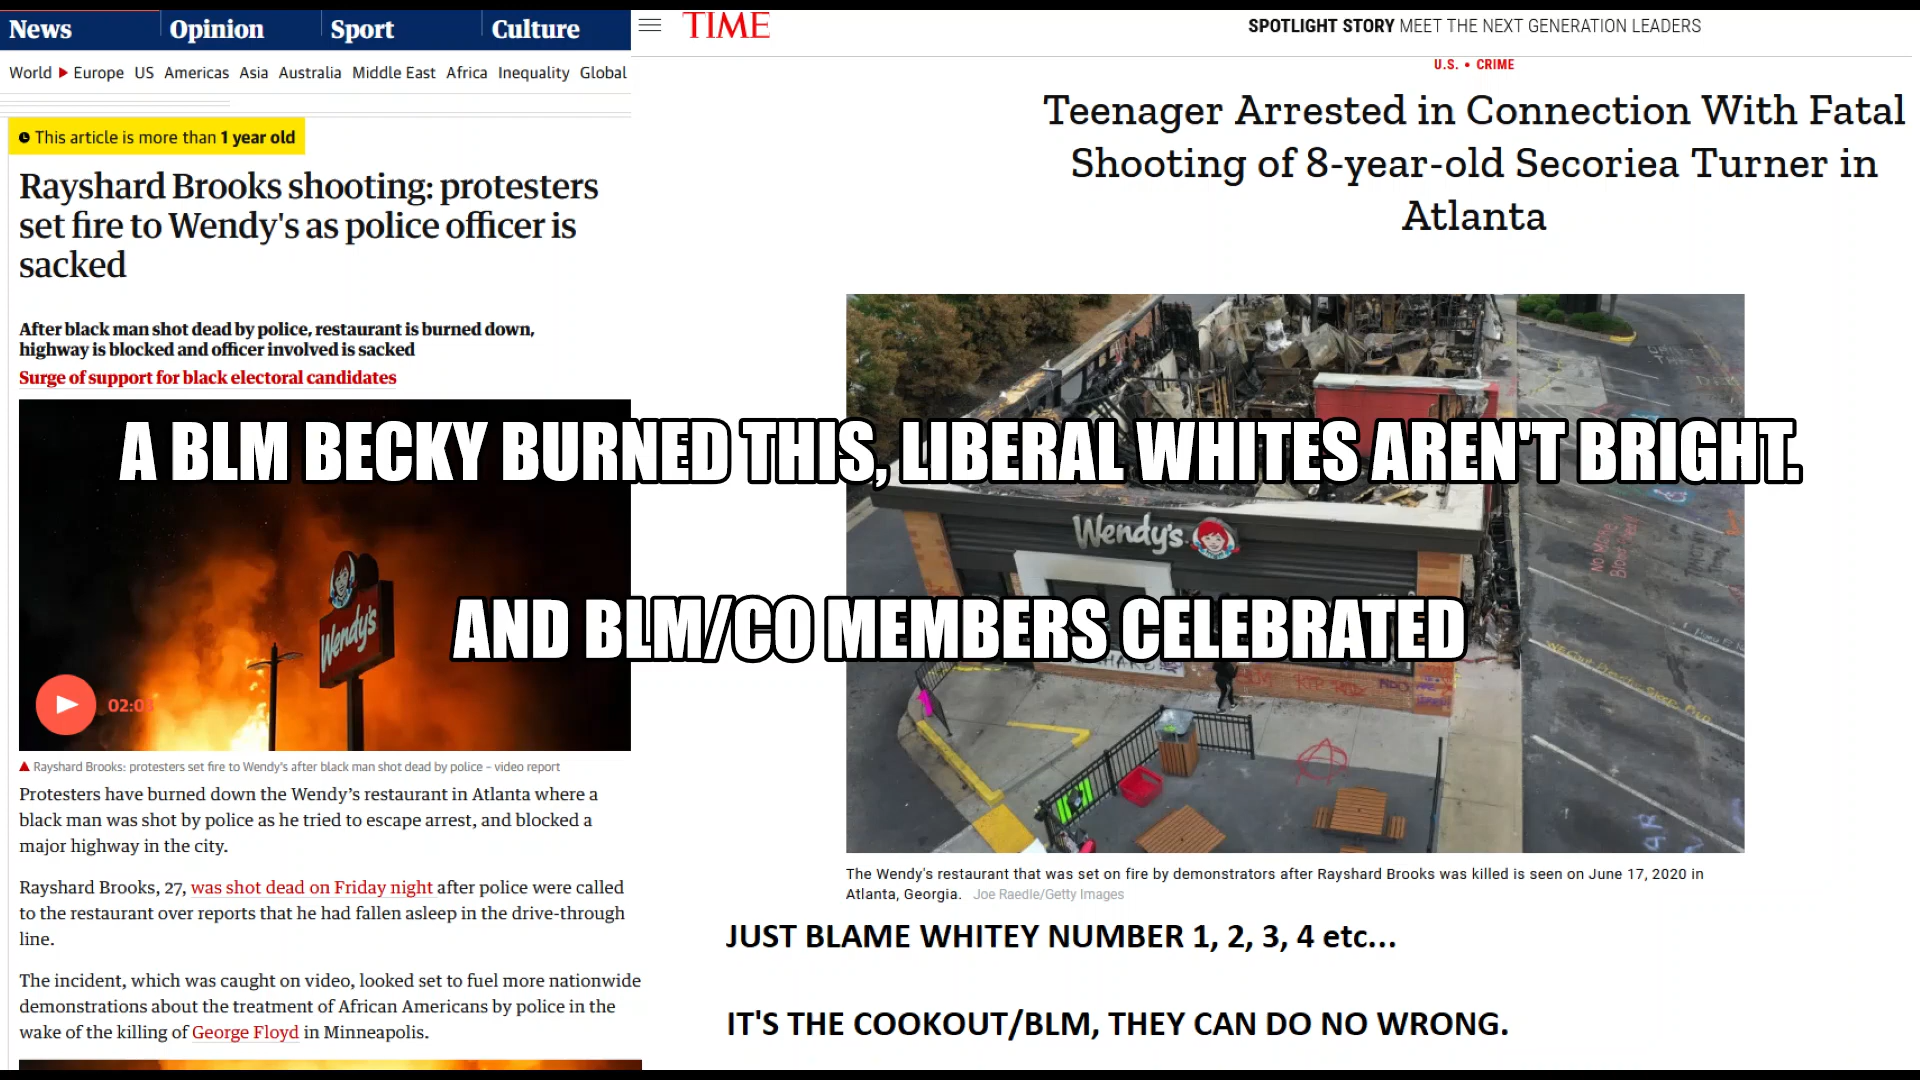 News Opinion Sport Culture
World Europe US Americas Asia Australia Middle East Africa Inequality Global
This article is more than 1 year old
Rayshard Brooks shooting: protesters
set fire to Wendy's as police officer is
sacked
After black man shot dead by police, restaurant is burned down,
highway is blocked and officer involved is sacked
Surge of support for black electoral candidates
Wendy's
02:03
Rayshard Brooks: protesters set fire to Wendy's after black man shot dead by police – video report
Protesters have burned down the Wendy's restaurant in Atlanta where a
black man was shot by police as he tried to escape arrest, and blocked a
major highway in the city.
Rayshard Brooks, 27, was shot dead on Friday night after police were called
to the restaurant over reports that he had fallen asleep in the drive-through
line.
The incident, which was caught on video, looked set to fuel more nationwide
demonstrations about the treatment of African Americans by police in the
wake of the killing of George Floyd in Minneapolis.
TIME
SPOTLIGHT STORY MEET THE NEXT GENERATION LEADERS
U.S. • CRIME
Teenager Arrested in Connection With Fatal
Shooting of 8-year-old Secoriea Turner in
Atlanta
A BLM BECKY BURNED THIS, LIBERAL WHITES AREN'T BRIGHT.
Wendy's
AND BLM/CO MEMBERS CELEBRATED
The Wendy's restaurant that was set on fire by demonstrators after Rayshard Brooks was killed is seen on June 17, 2020 in
Atlanta, Georgia. Joe Raedle/Getty Images
JUST BLAME WHITEY NUMBER 1, 2, 3, 4 etc...
IT'S THE COOKOUT/BLM, THEY CAN DO NO WRONG.